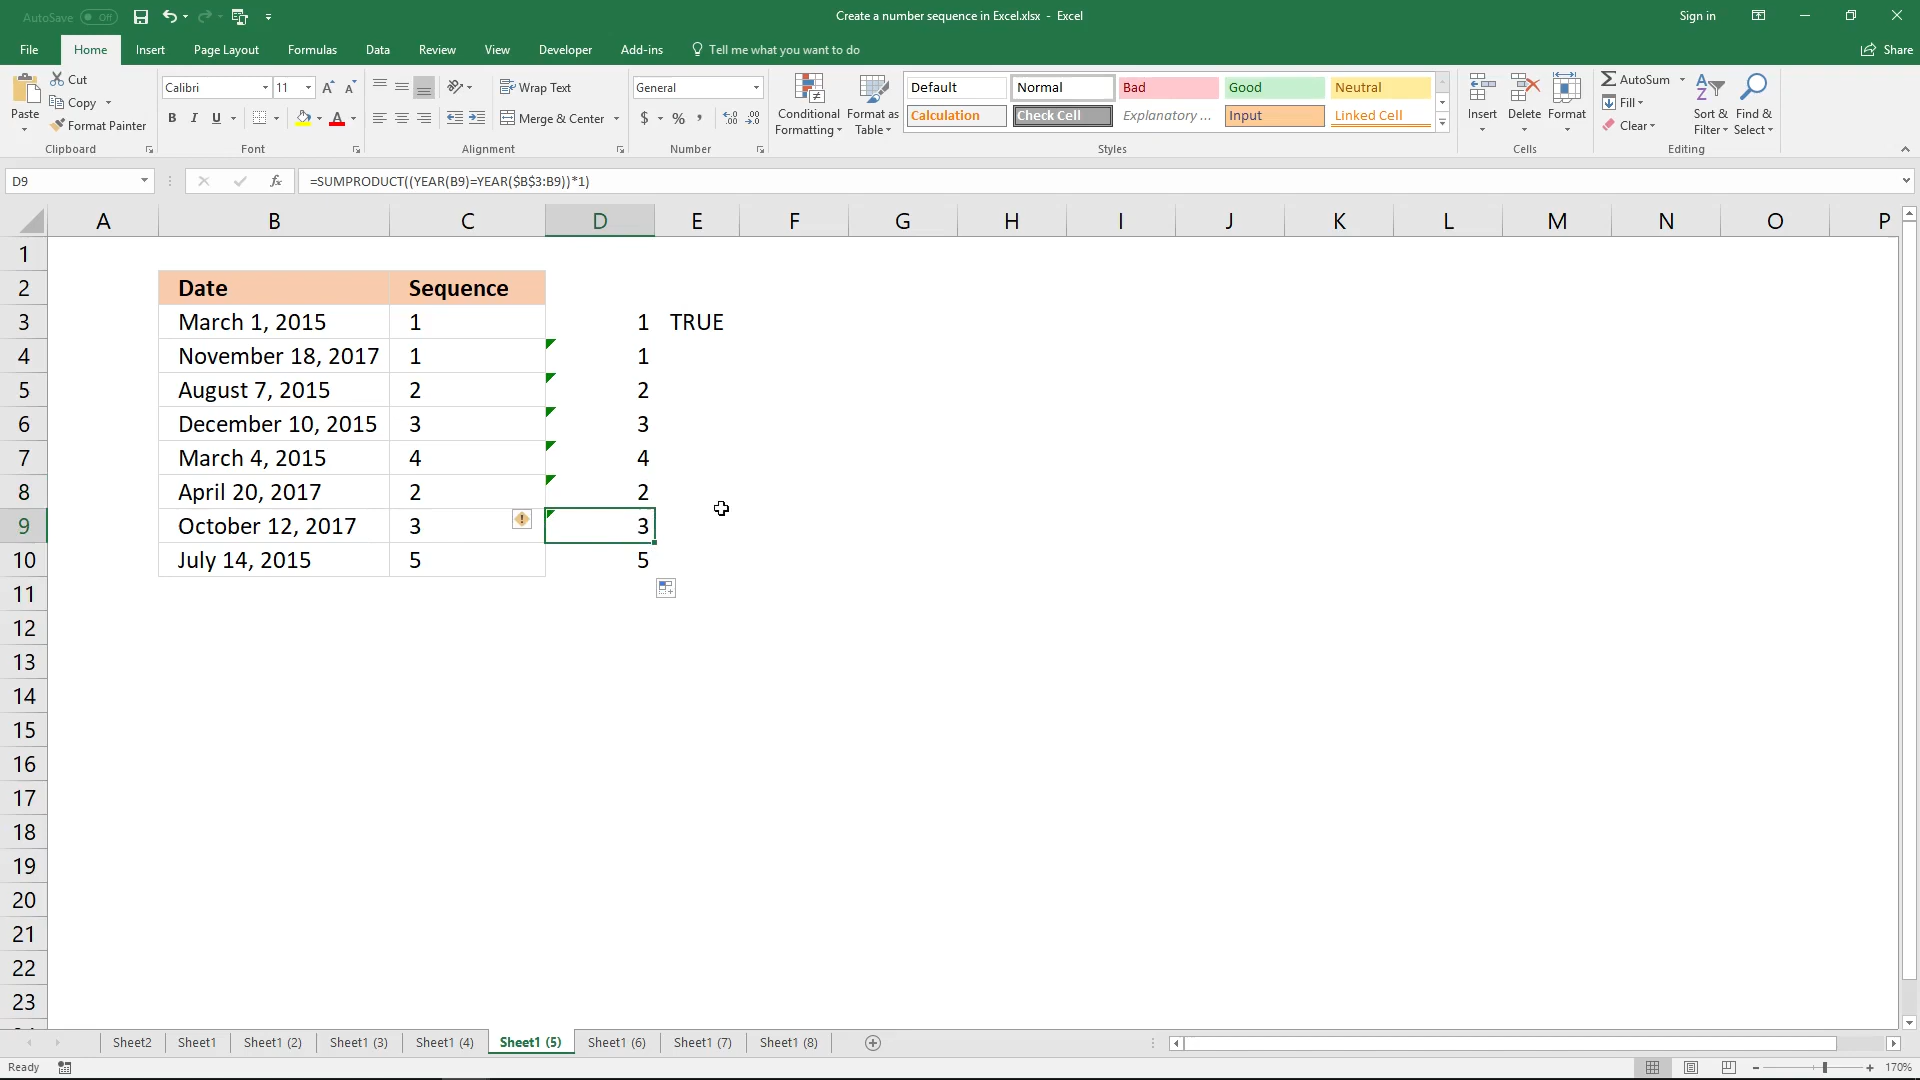 AutoSave Off
Create a number sequence in Excel.xlsx - Excel
Sign in
File Home Insert Page Layout Formulas Data Review View Developer Add-ins Tell me what you want to do Share
Paste
Cut
Copy
Format Painter
Clipboard
Calibri 11
B I U
Font
Wrap Text
Merge & Center
Alignment
General
$ % ,
Number
Conditional Formatting
Format as Table
Default Normal Bad Good Neutral
Calculation Check Cell Explanatory ... Input Linked Cell
Styles
Insert Delete Format
Cells
AutoSum
Fill
Clear
Sort & Filter
Find & Select
Editing
D9 fx =SUMPRODUCT((YEAR(B9)=YEAR($B$3:B9))*1)
A B C D E F G H I J K L M N O P
1
2 Date Sequence
3 March 1, 2015 1 1 TRUE
4 November 18, 2017 1 1
5 August 7, 2015 2 2
6 December 10, 2015 3 3
7 March 4, 2015 4 4
8 April 20, 2017 2 2
9 October 12, 2017 3 3
10 July 14, 2015 5 5
11
12
13
14
15
16
17
18
19
20
21
22
23
Sheet2 Sheet1 Sheet1 (2) Sheet1 (3) Sheet1 (4) Sheet1 (5) Sheet1 (6) Sheet1 (7) Sheet1 (8)
Ready
170%